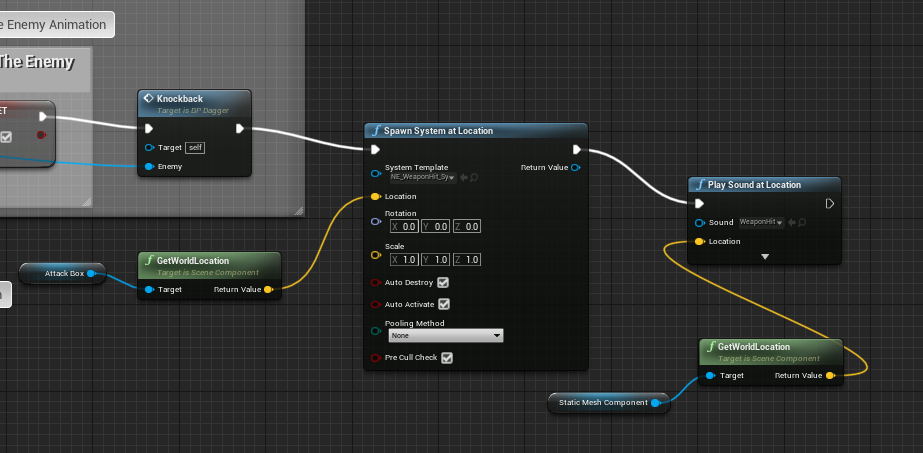 e Enemy Animation
The Enemy
ET
Knockback
Target is BP Dagger
Target self
Enemy
Spawn System at Location
System Template
NE_WeaponHit_Sy
Return Value
Location
Rotation
X 0.0 Y 0.0 Z 0.0
Scale
X 1.0 Y 1.0 Z 1.0
Auto Destroy
Auto Activate
Pooling Method
None
Pre Cull Check
Play Sound at Location
Sound WeaponHit
Location
Attack Box
GetWorldLocation
Target is Scene Component
Target Return Value
GetWorldLocation
Target is Scene Component
Target Return Value
Static Mesh Component